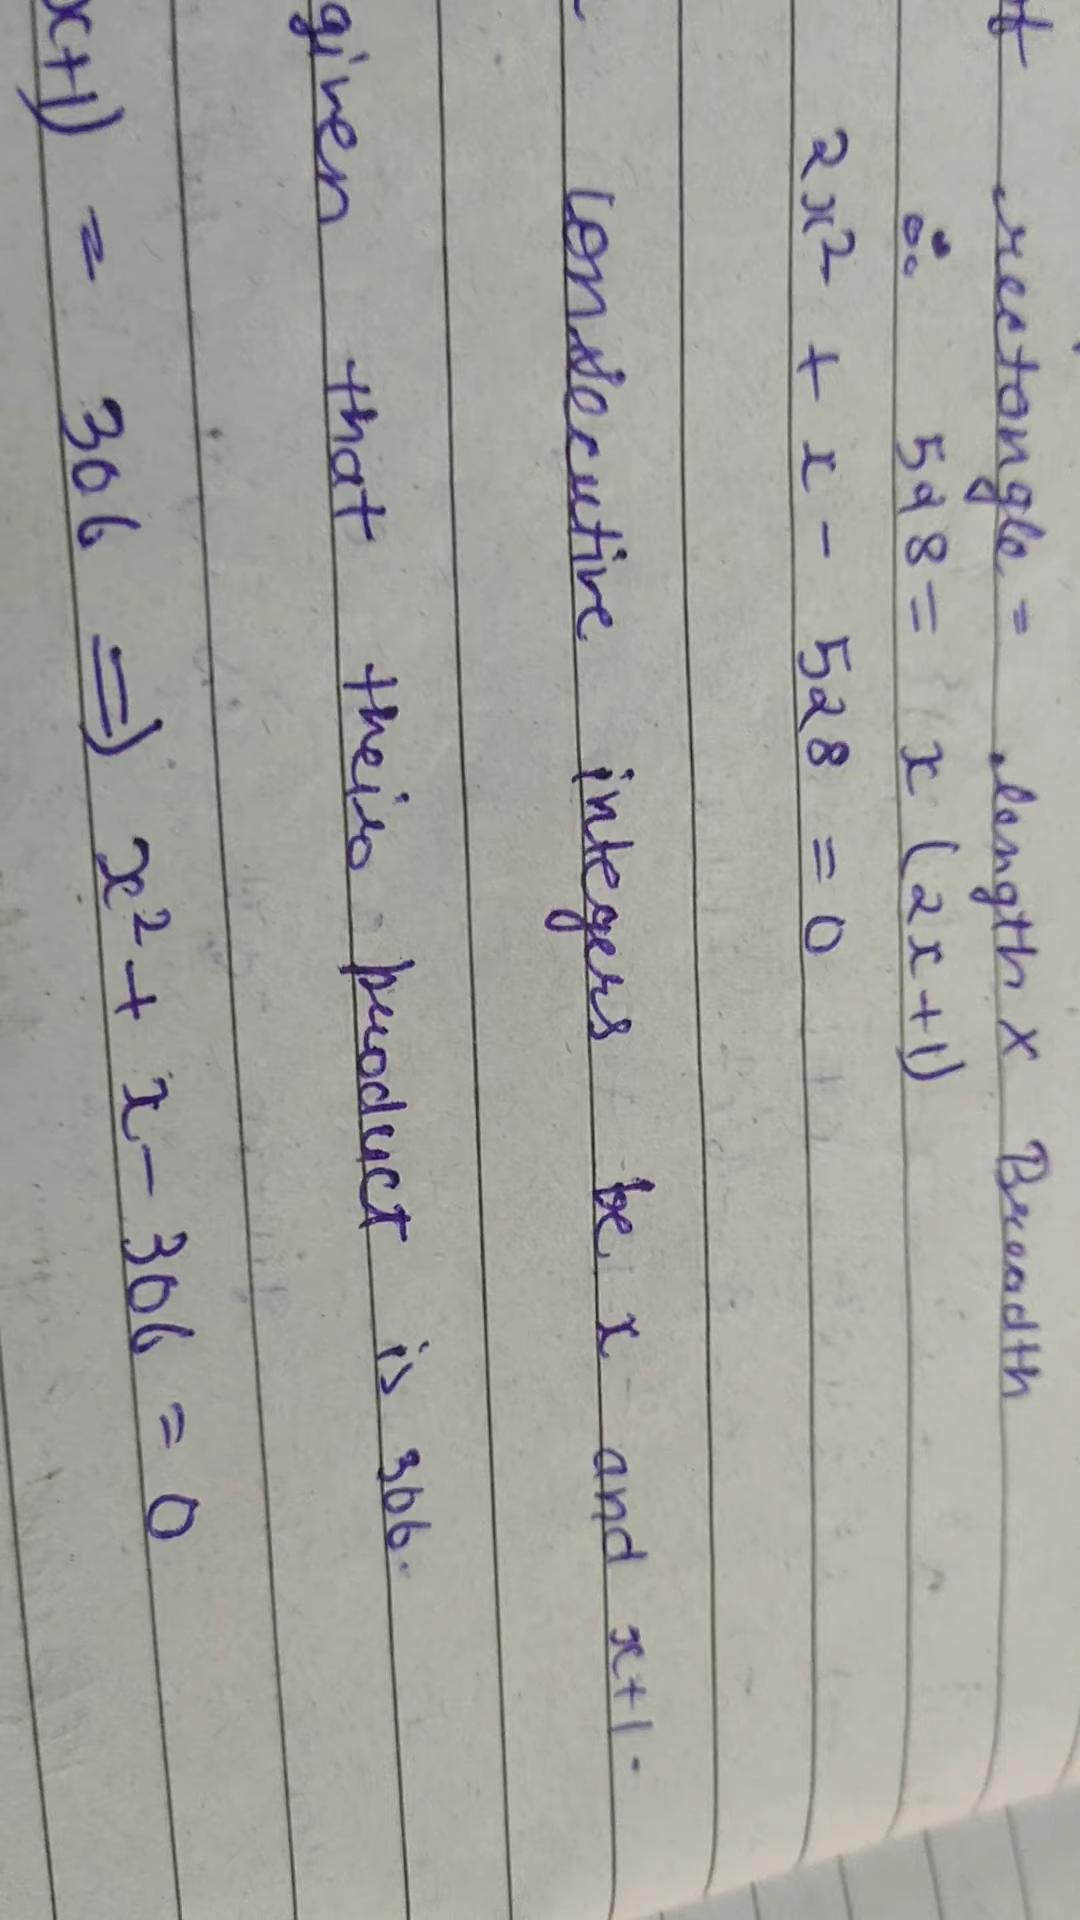 rectongle = length x Breadth
∴ 528 = x (2x+1)
2x² + x - 528 = 0
consecutive integers be x and x+1.
given that their product is 306.
x+1) = 306 ⇒ x² + x - 306 = 0